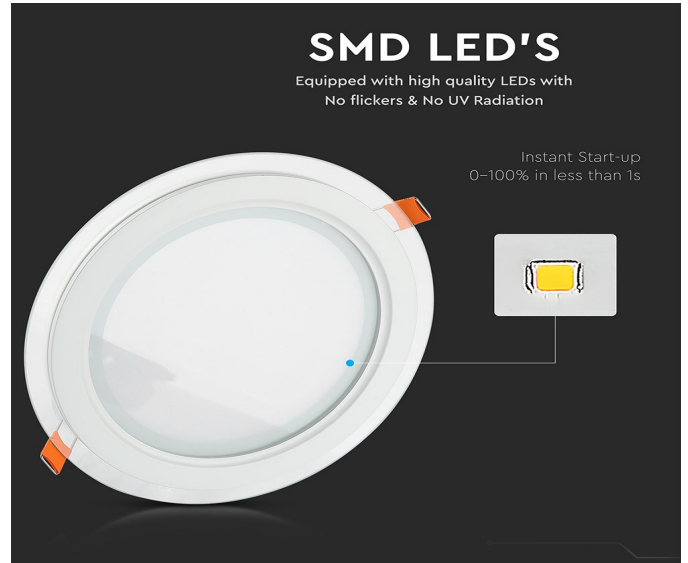 SMD LED'S
Equipped with high quality LEDs with
No flickers & No UV Radiation
Instant Start-up
0-100% in less than 1s